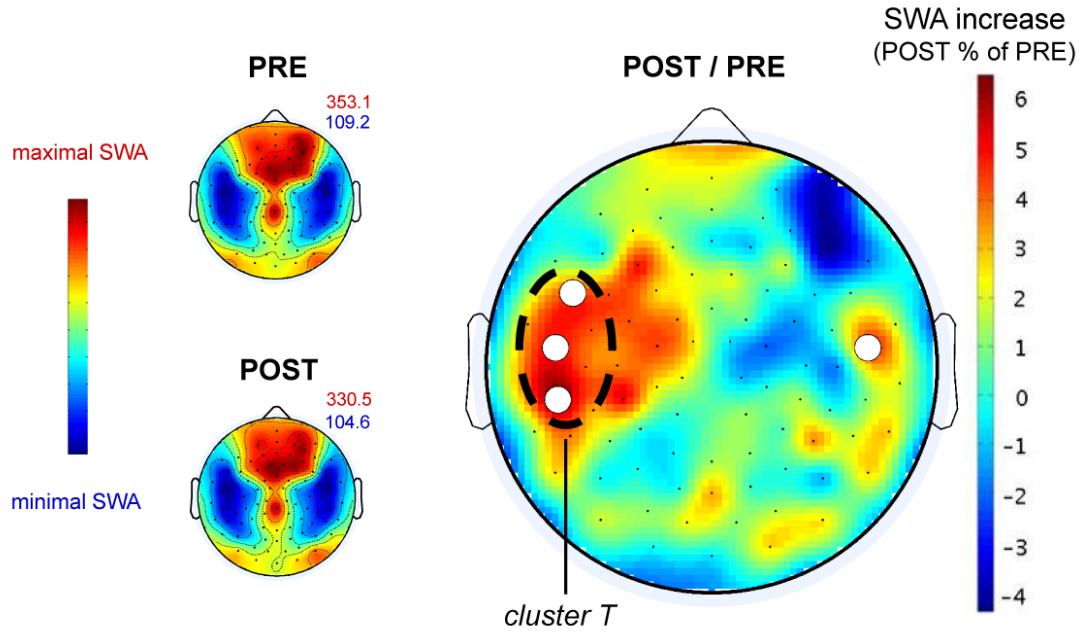 SWA increase
(POST % of PRE)
PRE
POST / PRE
353.1
109.2
maximal SWA
6
5
4
3
2
1
0
-1
-2
-3
-4
POST
330.5
104.6
minimal SWA
cluster T